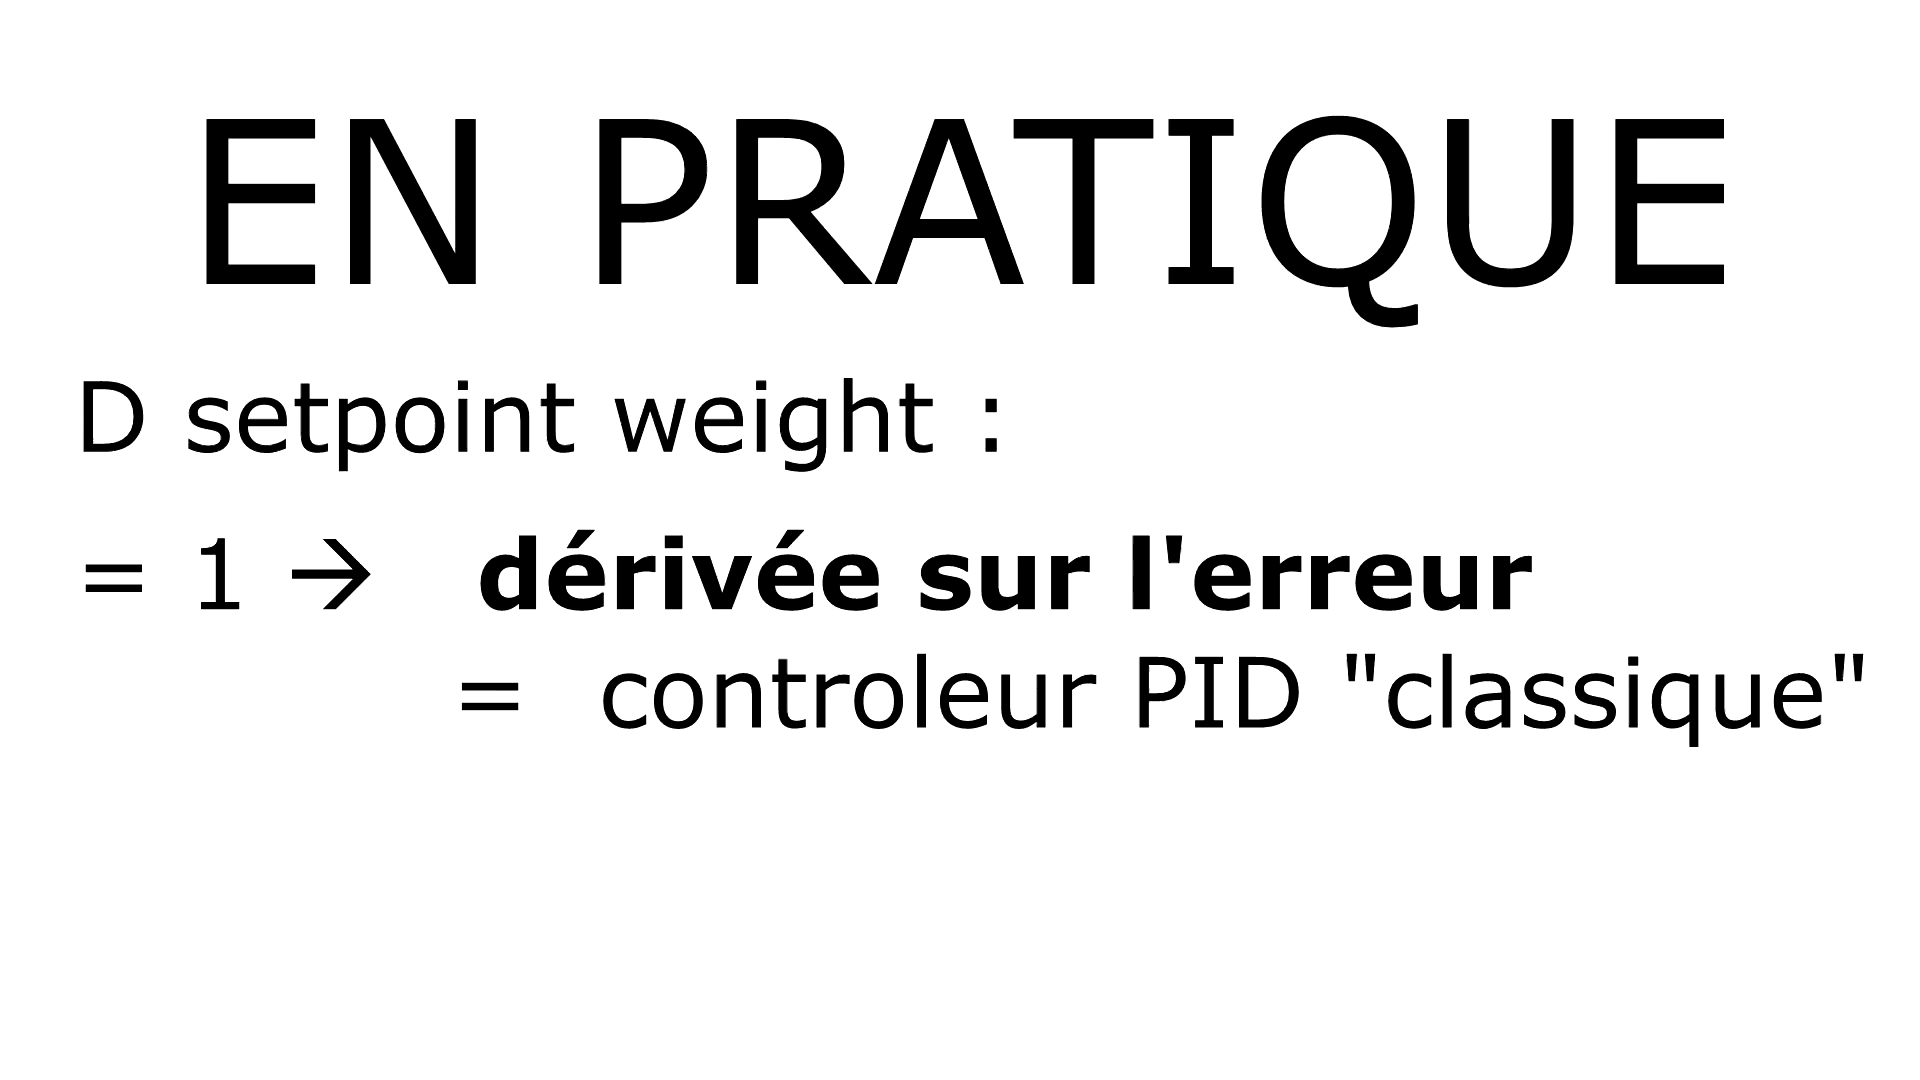 EN PRATIQUE
D setpoint weight :
= 1 → dérivée sur l'erreur
= controleur PID "classique"